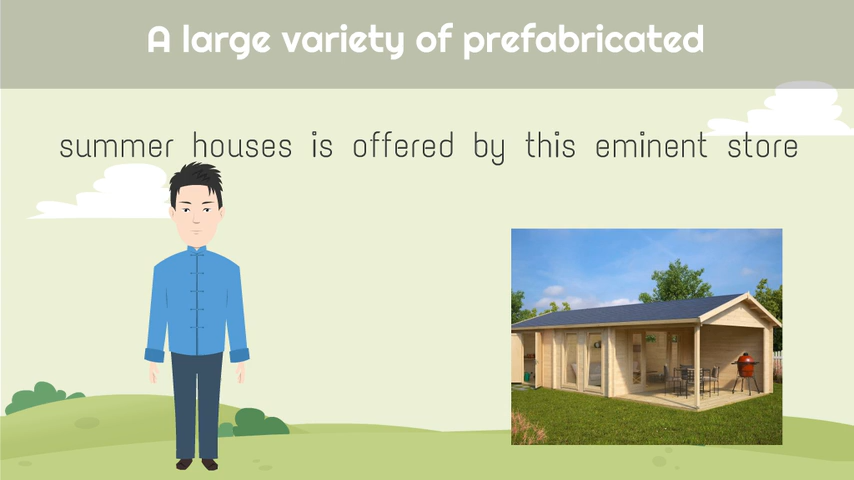 A large variety of prefabricated
summer houses is offered by this eminent store